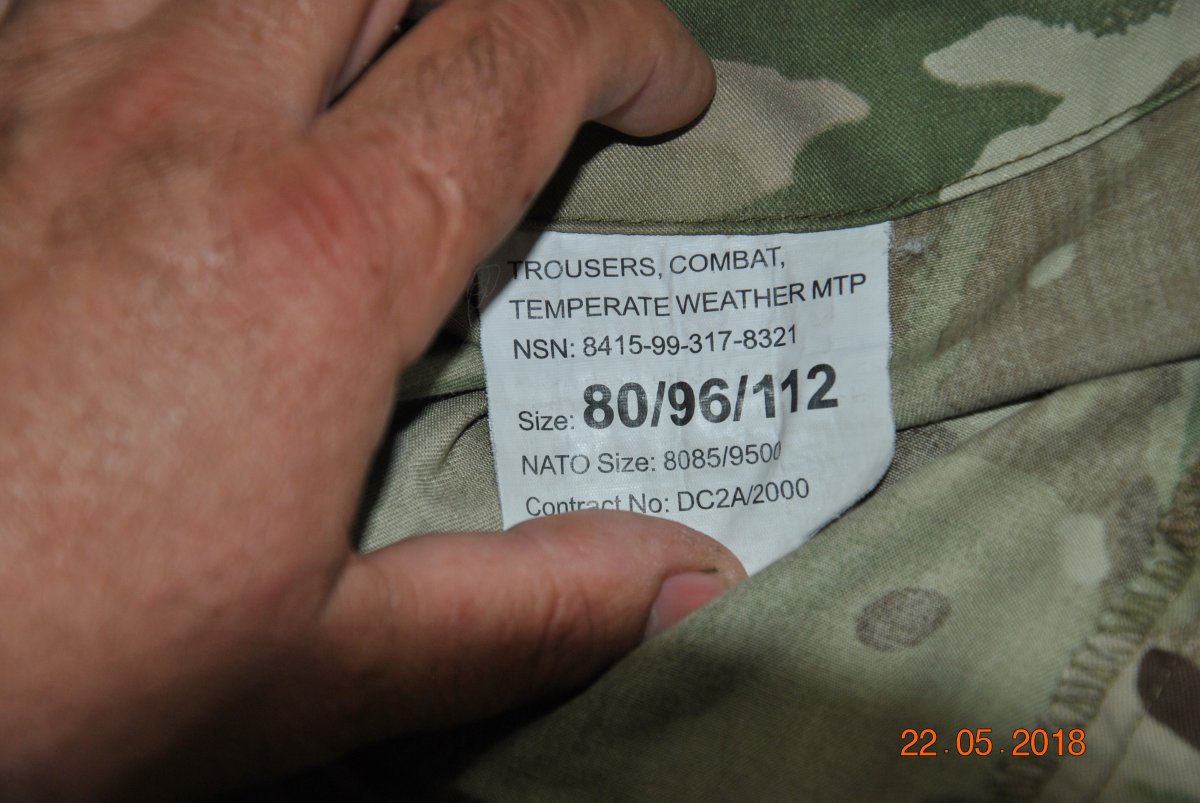 TROUSERS, COMBAT,
TEMPERATE WEATHER MTP
NSN: 8415-99-317-8321
Size: 80/96/112
NATO Size: 8085/9500
Contract No: DC2A/2000
22.05.2018